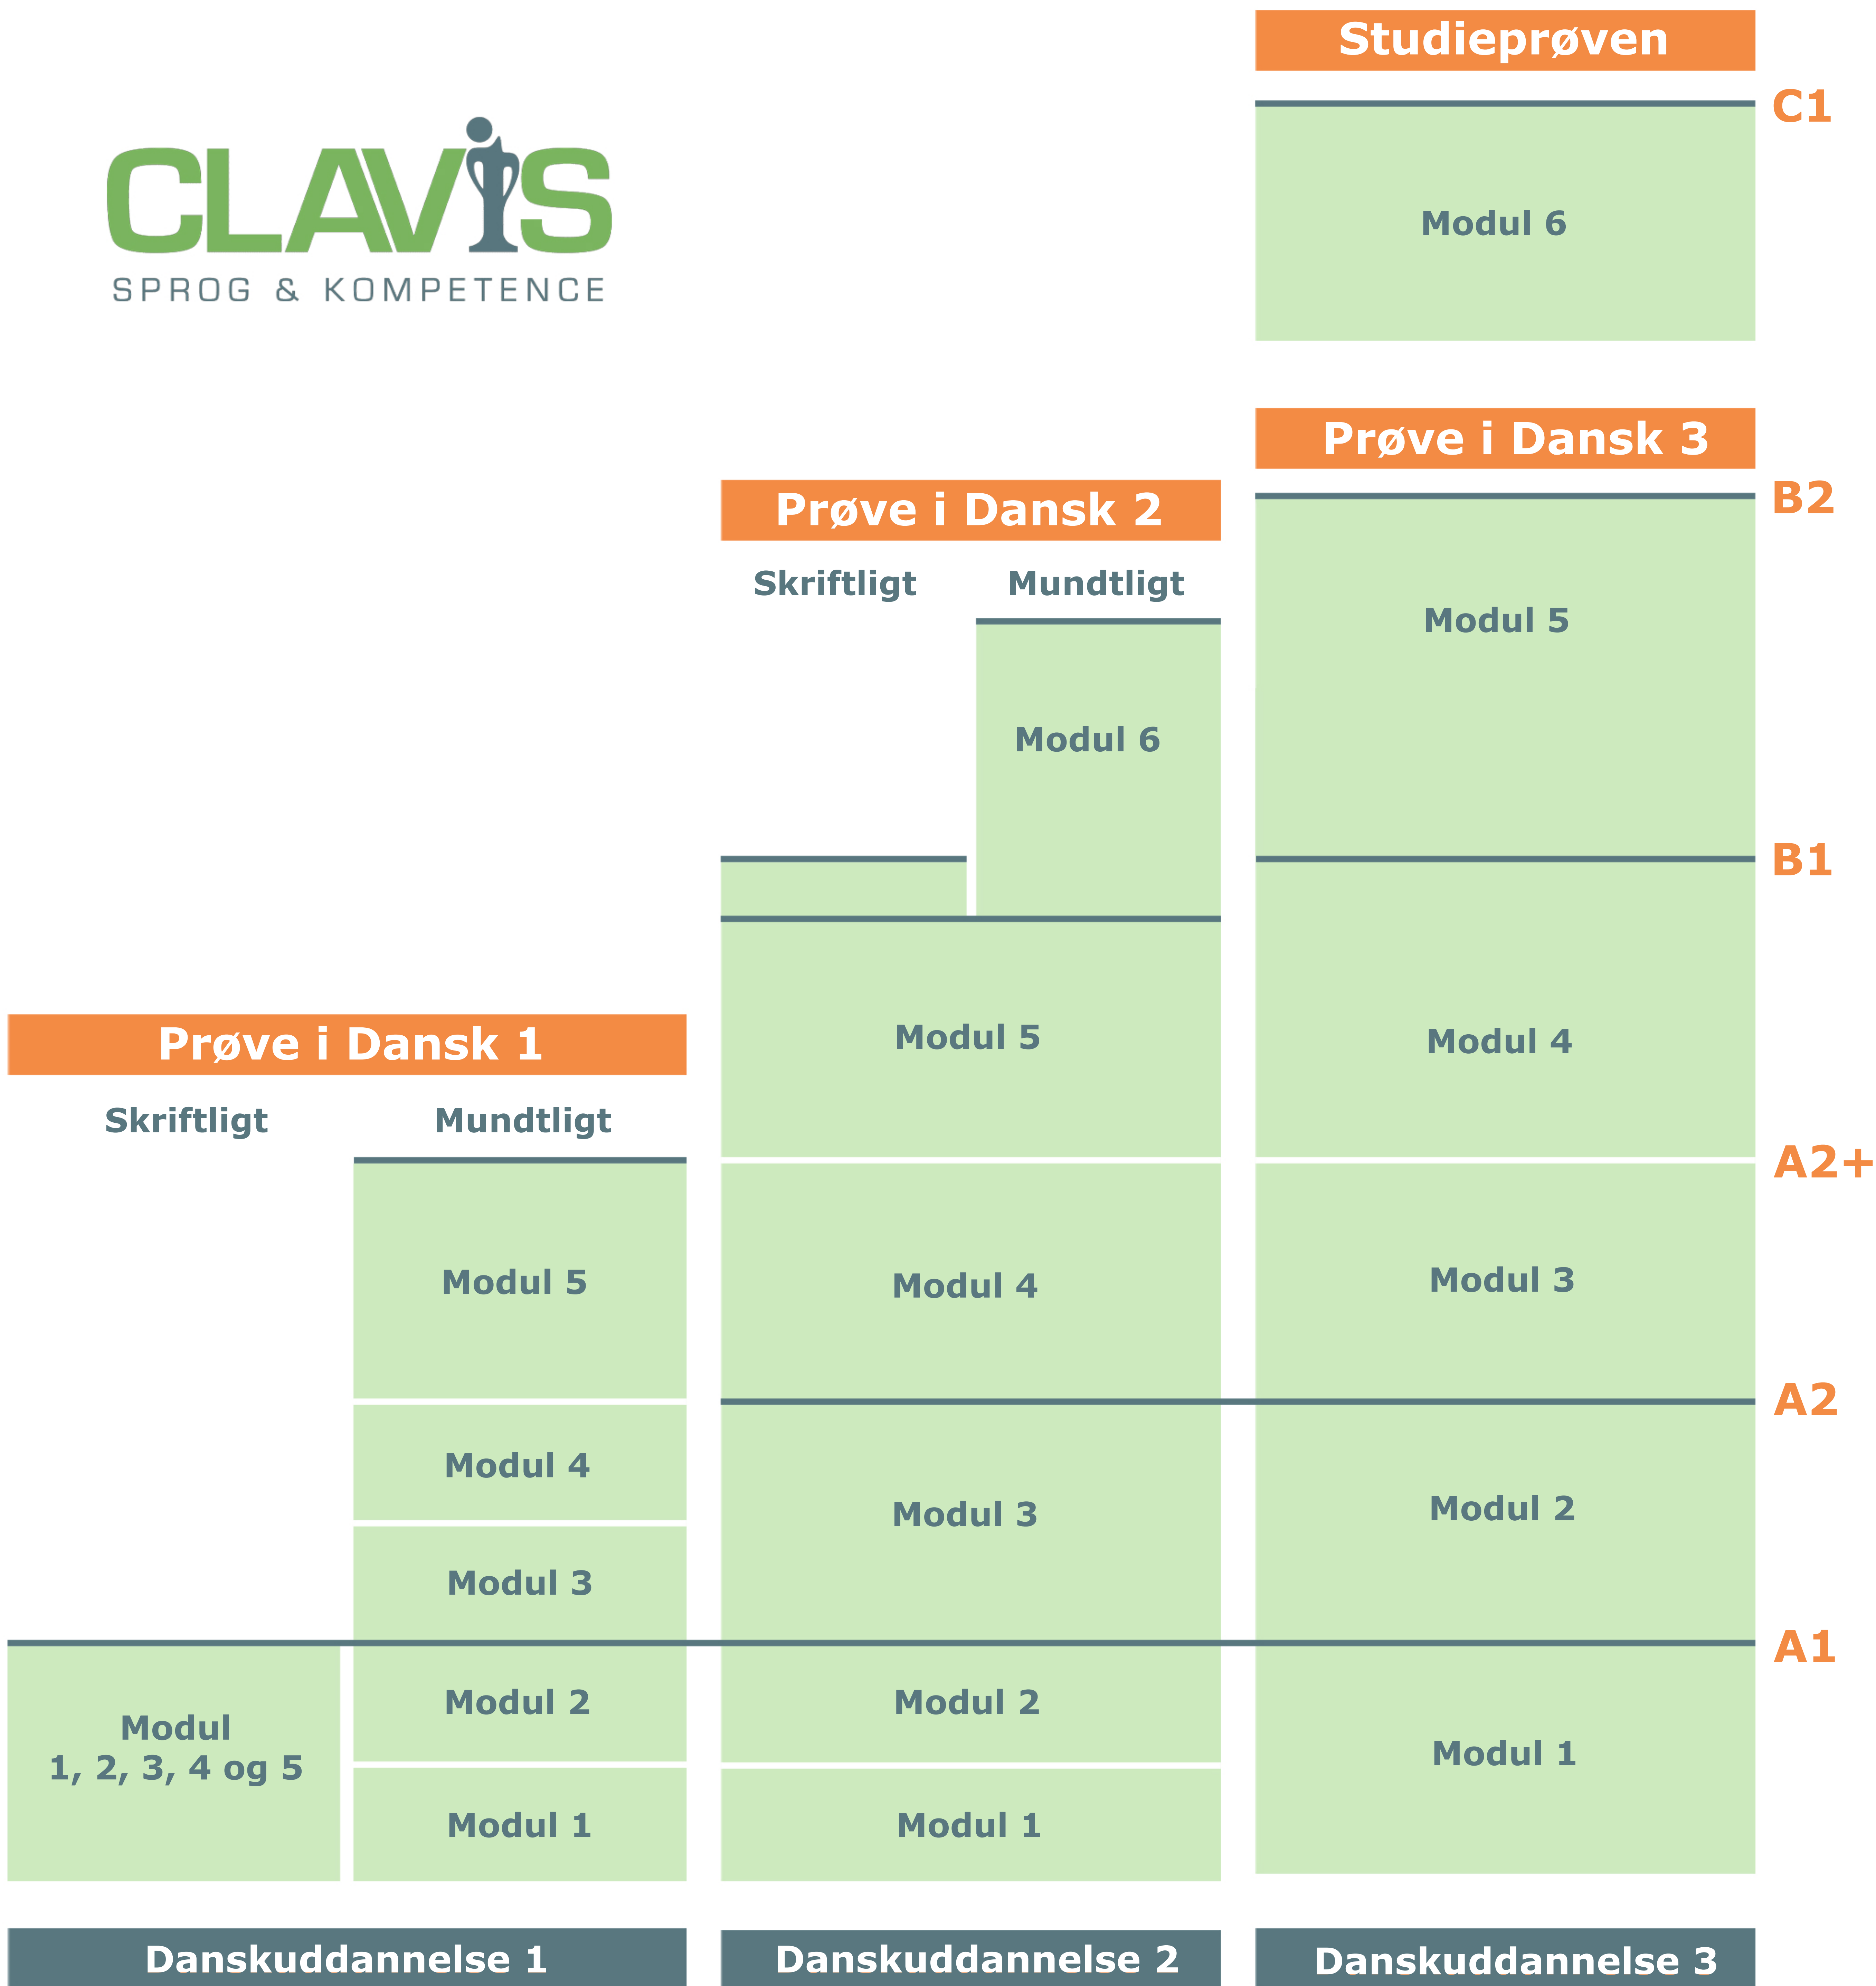 Studieprøven
C1
CLAVIS
SPROG & KOMPETENCE
Modul 6
Prøve i Dansk 3
B2
Prøve i Dansk 2
Skriftligt
Mundtligt
Modul 5
Modul 6
B1
Modul 5
Modul 4
Prøve i Dansk 1
Skriftligt
Mundtligt
A2+
Modul 5
Modul 4
Modul 3
A2
Modul 4
Modul 3
Modul 2
Modul 3
A1
Modul
1, 2, 3, 4 og 5
Modul 2
Modul 2
Modul 1
Modul 1
Modul 1
Danskuddannelse 1
Danskuddannelse 2
Danskuddannelse 3